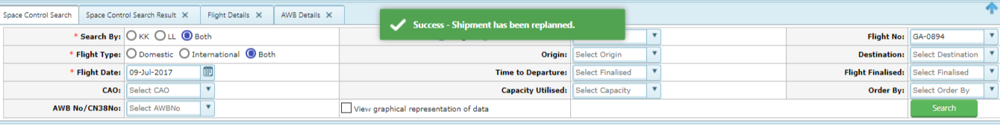 Space Control Search Space Control Search Result Flight Details AWB Details
Success - Shipment has been replanned.
* Search By: KK LL Both Flight No: GA-0894
* Flight Type: Domestic International Both Origin: Select Origin Destination: Select Destination
* Flight Date: 09-Jul-2017 Time to Departure: Select Finalised Flight Finalised: Select Finalised
CAO: Select CAO Capacity Utilised: Select Capacity Order By: Select Order By
AWB No/CN38No: Select AWBNo View graphical representation of data Search